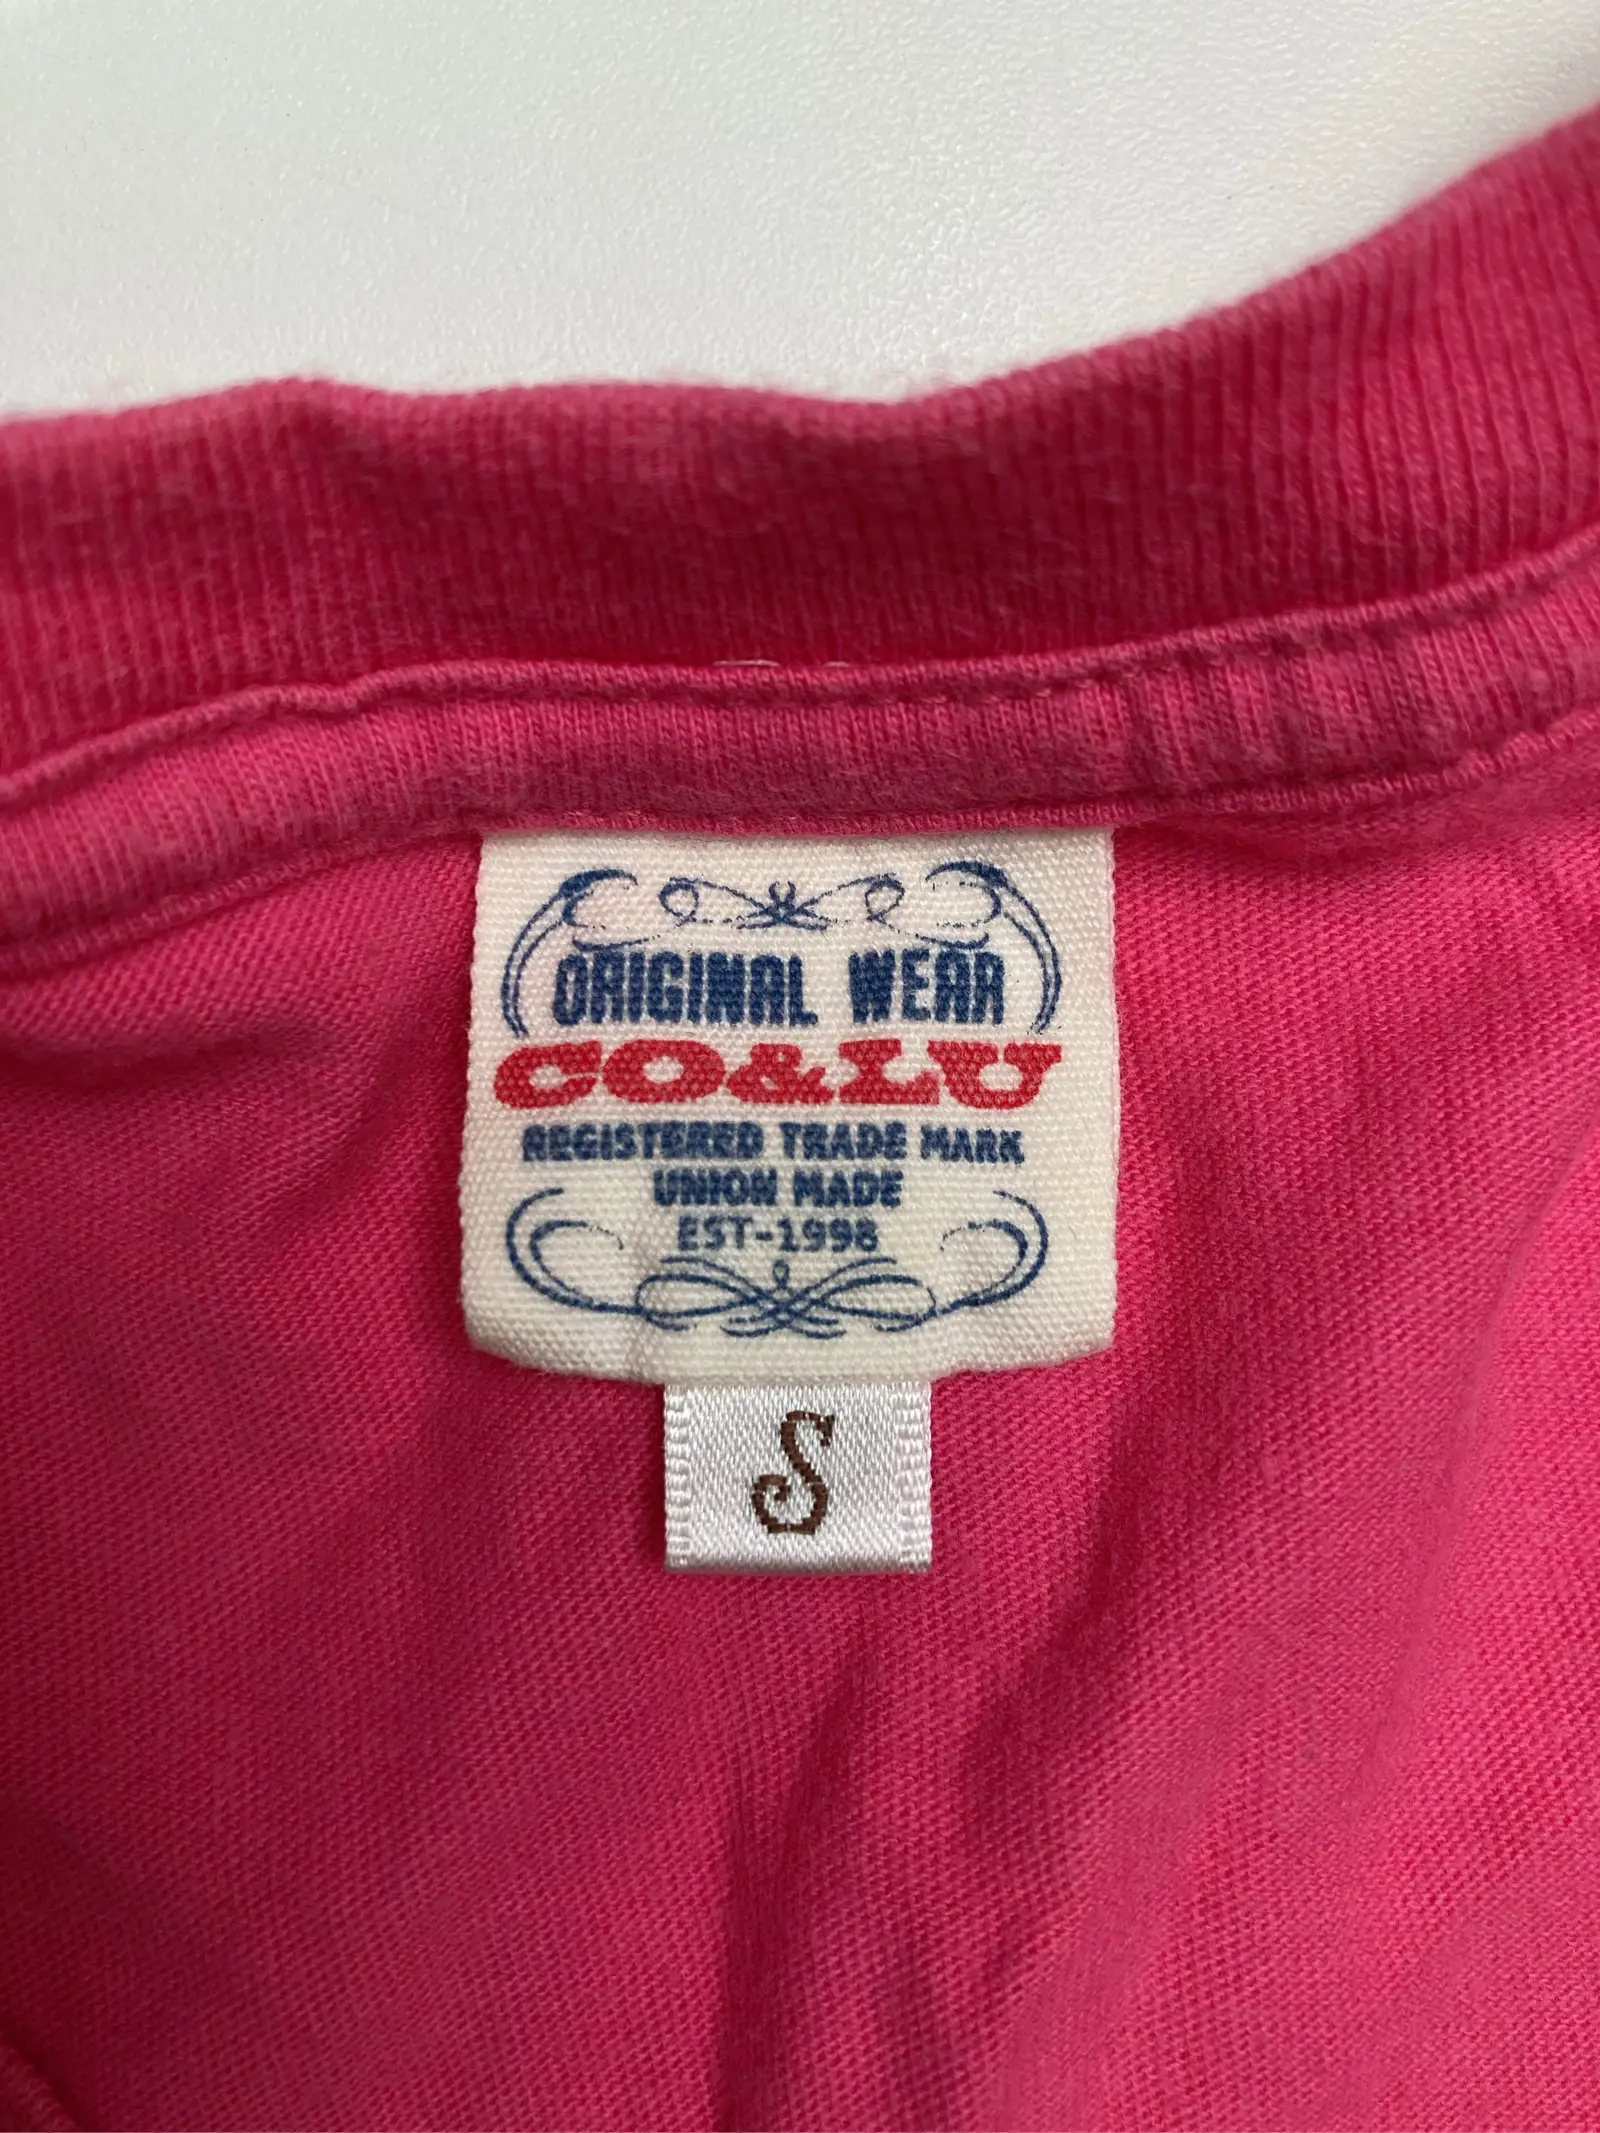 ORIGINAL WEAR
CO&LU
REGISTERED TRADE MARK
UNION MADE
EST-1998
S